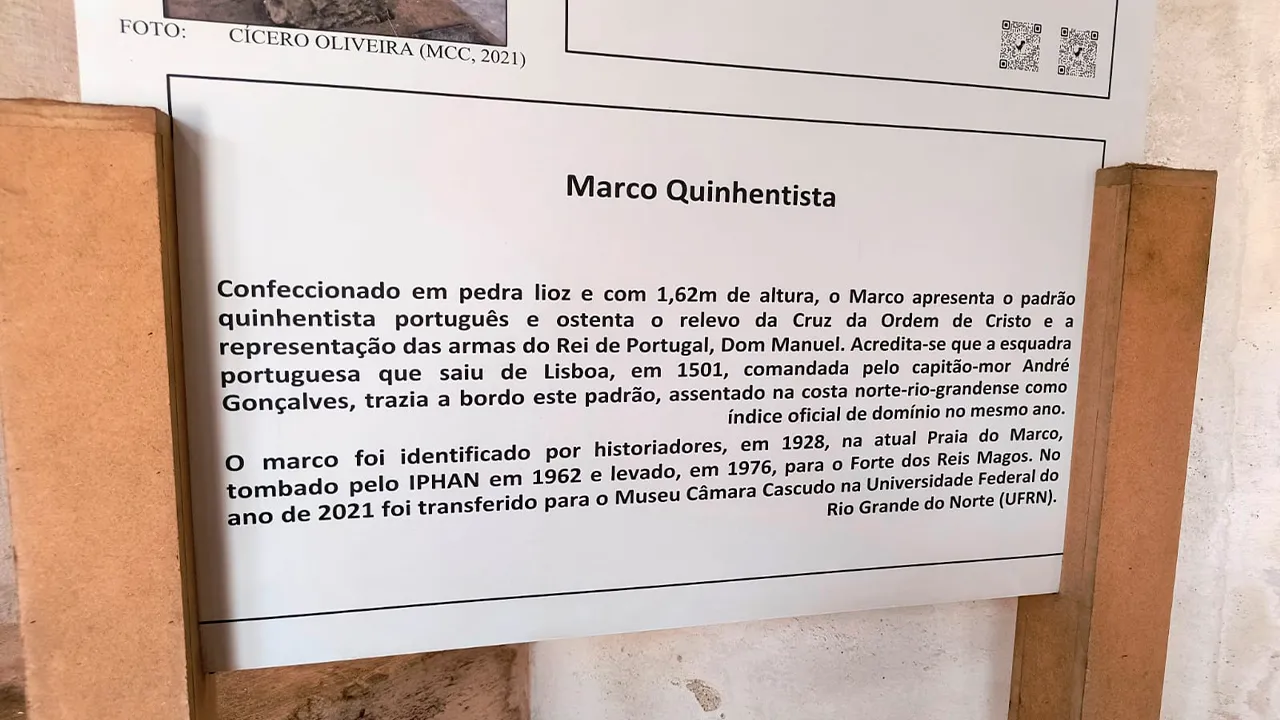 FOTO: CÍCERO OLIVEIRA (MCC, 2021)
Marco Quinhentista
Confeccionado em pedra lioz e com 1,62m de altura, o Marco apresenta o padrão
quinhentista português e ostenta o relevo da Cruz da Ordem de Cristo e a
representação das armas do Rei de Portugal, Dom Manuel. Acredita-se que a esquadra
portuguesa que saiu de Lisboa, em 1501, comandada pelo capitão-mor André
Gonçalves, trazia a bordo este padrão, assentado na costa norte-rio-grandense como
índice oficial de domínio no mesmo ano.
O marco foi identificado por historiadores, em 1928, na atual Praia do Marco,
tombado pelo IPHAN em 1962 e levado, em 1976, para o Forte dos Reis Magos. No
ano de 2021 foi transferido para o Museu Câmara Cascudo na Universidade Federal do
Rio Grande do Norte (UFRN).